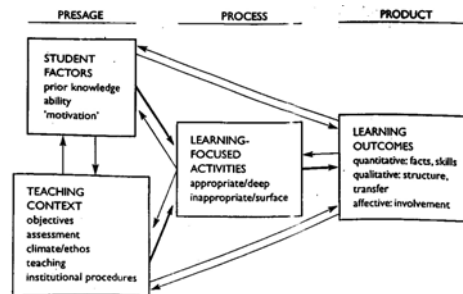 PRESAGE
PROCESS
PRODUCT
STUDENT
FACTORS
prior knowledge
ability
'motivation'
TEACHING
CONTEXT
objectives
assessment
climate/ethos
teaching
institutional procedures
LEARNING-
FOCUSED
ACTIVITIES
appropriate/deep
inappropriate/surface
LEARNING
OUTCOMES
quantitative: facts, skills
qualitative: structure,
transfer
affective: involvement